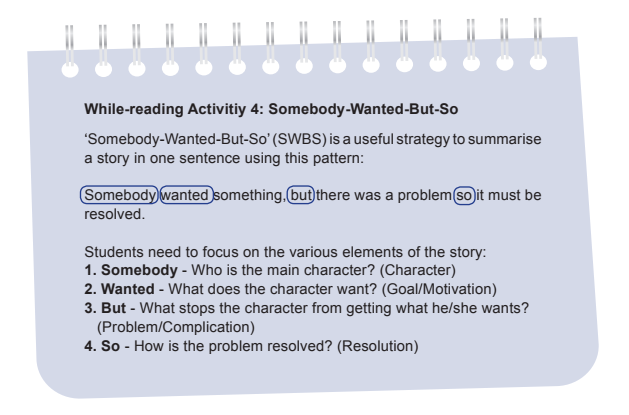 While-reading Activitiy 4: Somebody-Wanted-But-So
'Somebody-Wanted-But-So' (SWBS) is a useful strategy to summarise
a story in one sentence using this pattern:
Somebody wanted something, but there was a problem so it must be
resolved.
Students need to focus on the various elements of the story:
1. Somebody - Who is the main character? (Character)
2. Wanted - What does the character want? (Goal/Motivation)
3. But - What stops the character from getting what he/she wants?
(Problem/Complication)
4. So - How is the problem resolved? (Resolution)